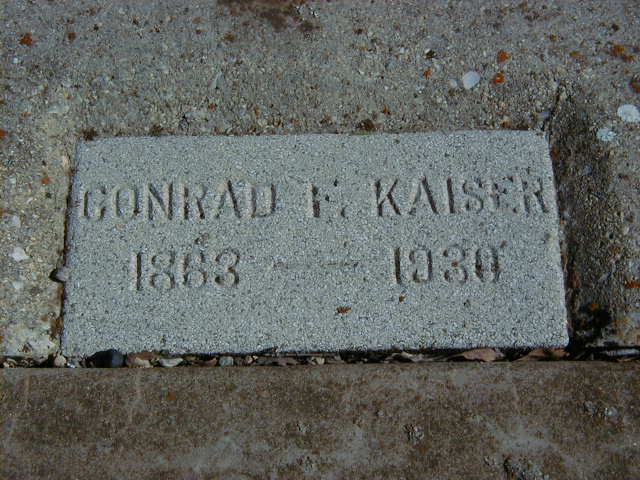 CONRAD F. KAISER
1863 — 1930